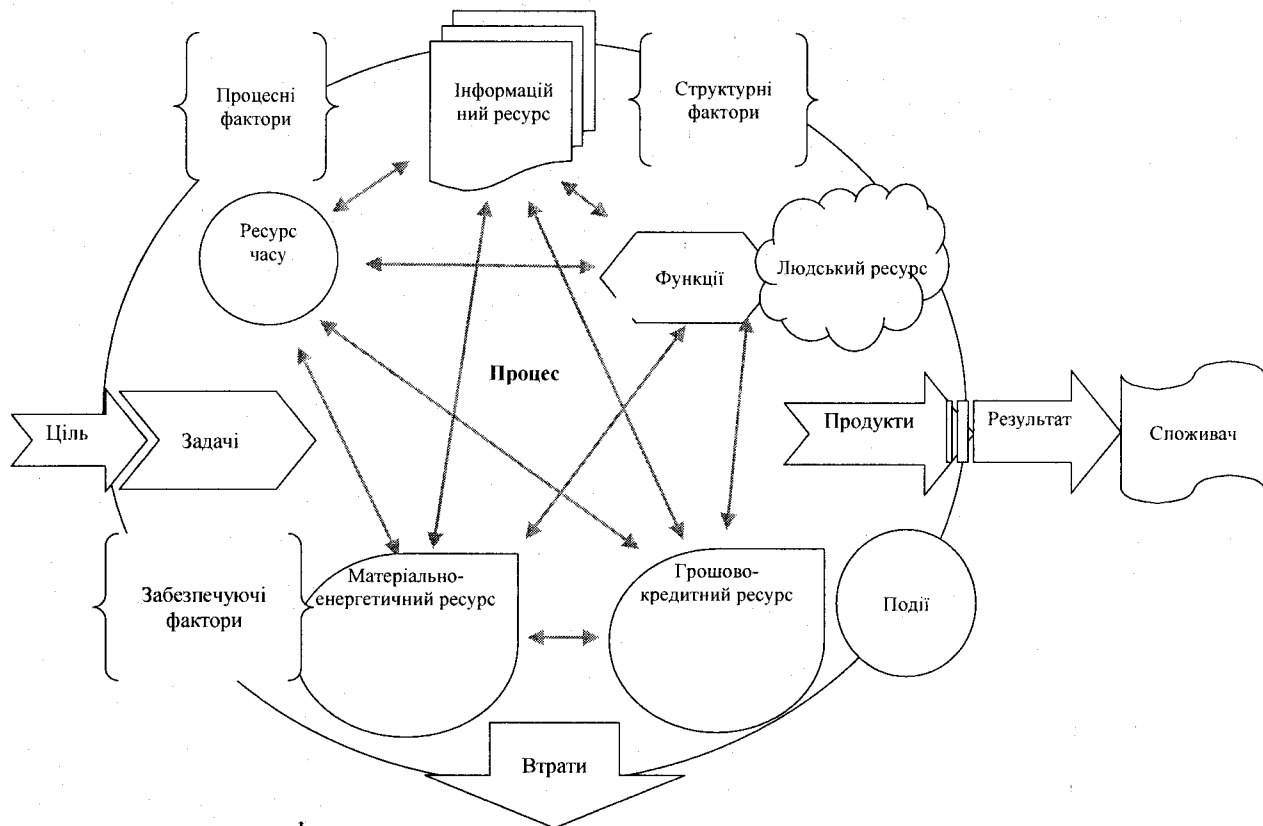 Процесні
фактори
Інформацій
ний ресурс
Структурні
фактори
Ресурс
часу
Функції
Людський ресурс
Процес
Ціль
Задачі
Продукти
Результат
Споживач
Забезпечуючі
фактори
Матеріально-
енергетичний ресурс
Грошово-
кредитний ресурс
Події
Втрати